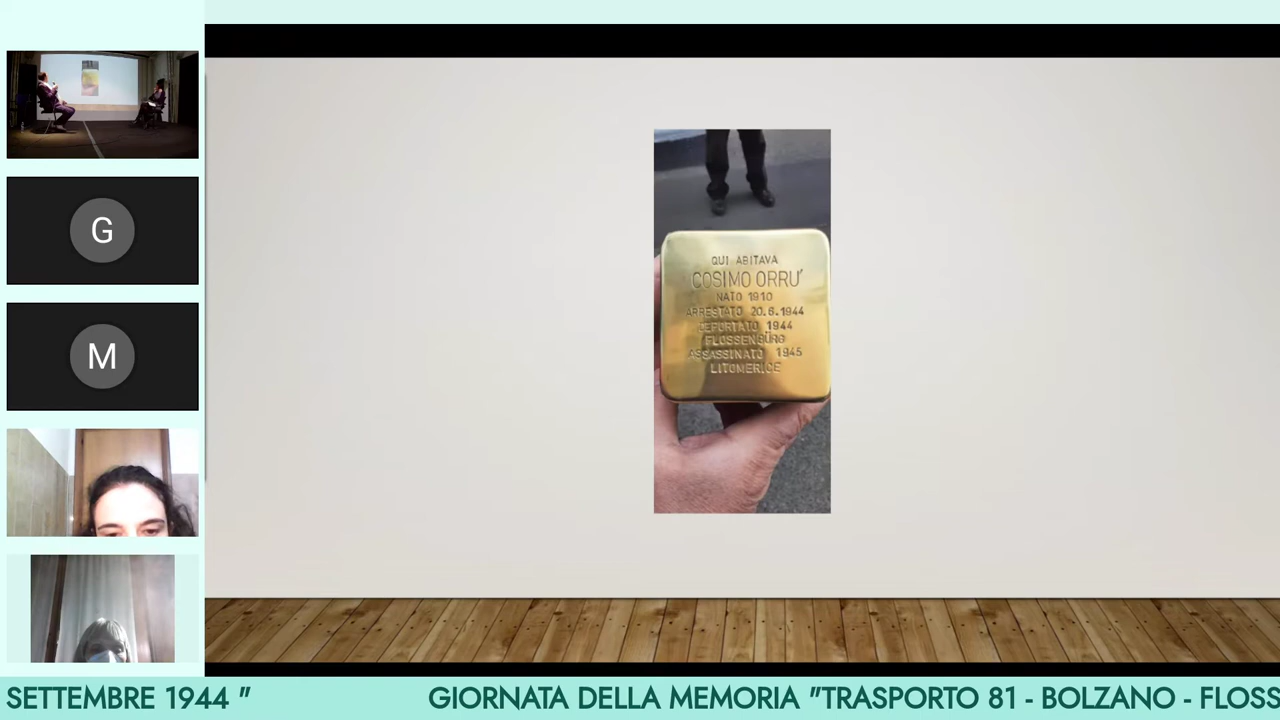 G
M
QUI ABITAVA
COSIMO ORRU'
NATO 1910
ARRESTATO 20.6.1944
DEPORTATO 1944
FLOSSENBÜRG
ASSASSINATO 1945
LITOMERICE
SETTEMBRE 1944 " GIORNATA DELLA MEMORIA "TRASPORTO 81 - BOLZANO - FLOSS